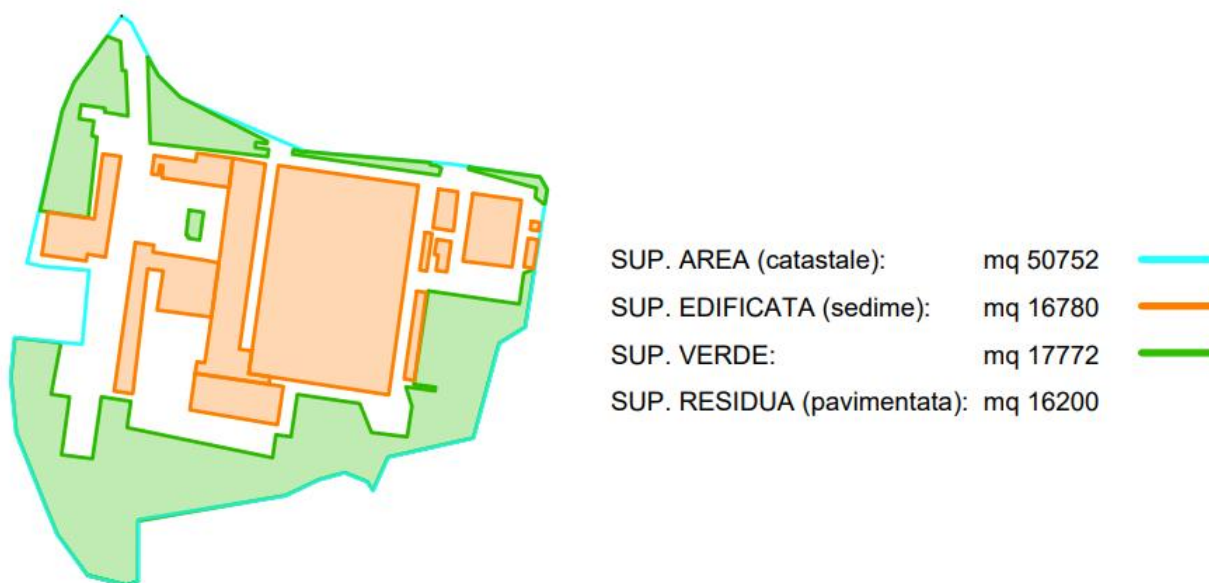 SUP. AREA (catastale): mq 50752
SUP. EDIFICATA (sedime): mq 16780
SUP. VERDE: mq 17772
SUP. RESIDUA (pavimentata): mq 16200